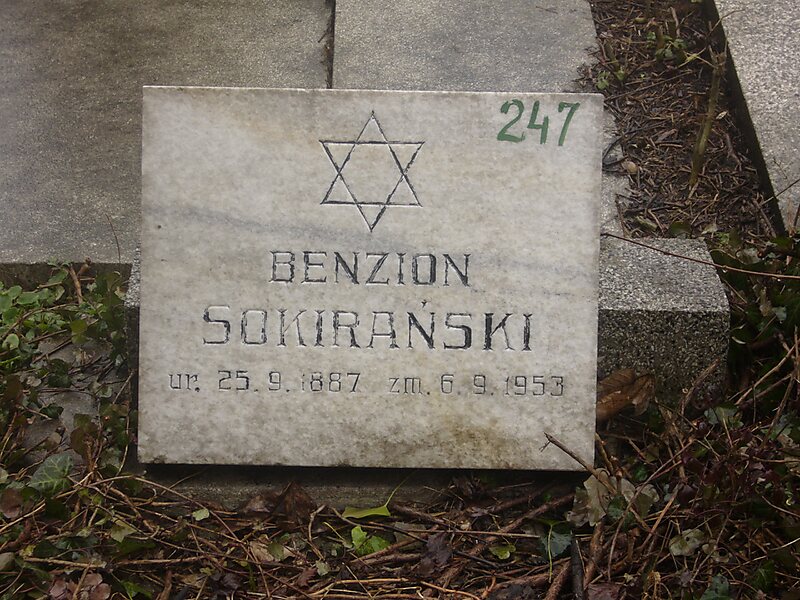 247
BENZION
SOKIRAŃSKI
ur. 25.9.1887 zm. 6.9.1953